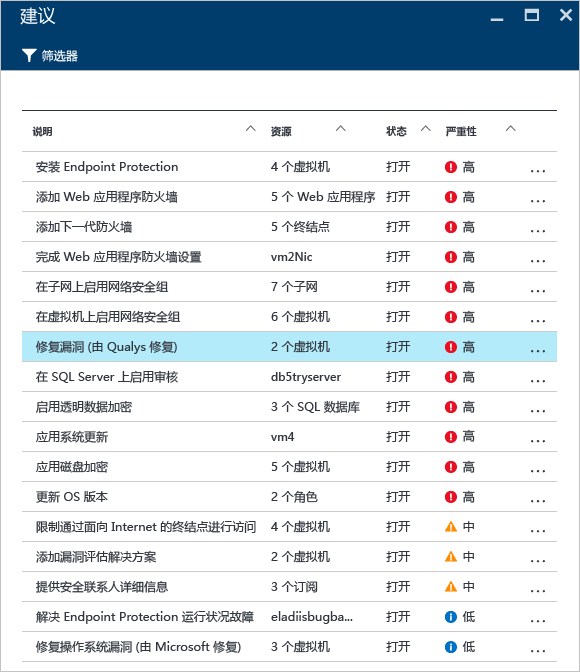 建议
筛选器
说明 资源 状态 严重性
安装 Endpoint Protection 4 个虚拟机 打开 高 ...
添加 Web 应用程序防火墙 5 个 Web 应用程序 打开 高 ...
添加下一代防火墙 5 个终结点 打开 高 ...
完成 Web 应用程序防火墙设置 vm2Nic 打开 高 ...
在子网上启用网络安全组 7 个子网 打开 高 ...
在虚拟机上启用网络安全组 6 个虚拟机 打开 高 ...
修复漏洞 (由 Qualys 修复) 2 个虚拟机 打开 高 ...
在 SQL Server 上启用审核 db5tryserver 打开 高 ...
启用透明数据加密 3 个 SQL 数据库 打开 高 ...
应用系统更新 vm4 打开 高 ...
应用磁盘加密 5 个虚拟机 打开 高 ...
更新 OS 版本 2 个角色 打开 高 ...
限制通过面向 Internet 的终结点进行访问 4 个虚拟机 打开 中 ...
添加漏洞评估解决方案 2 个虚拟机 打开 中 ...
提供安全联系人详细信息 3 个订阅 打开 中 ...
解决 Endpoint Protection 运行状况故障 eladiisbugba... 打开 低 ...
修复操作系统漏洞 (由 Microsoft 修复) 3 个虚拟机 打开 低 ...